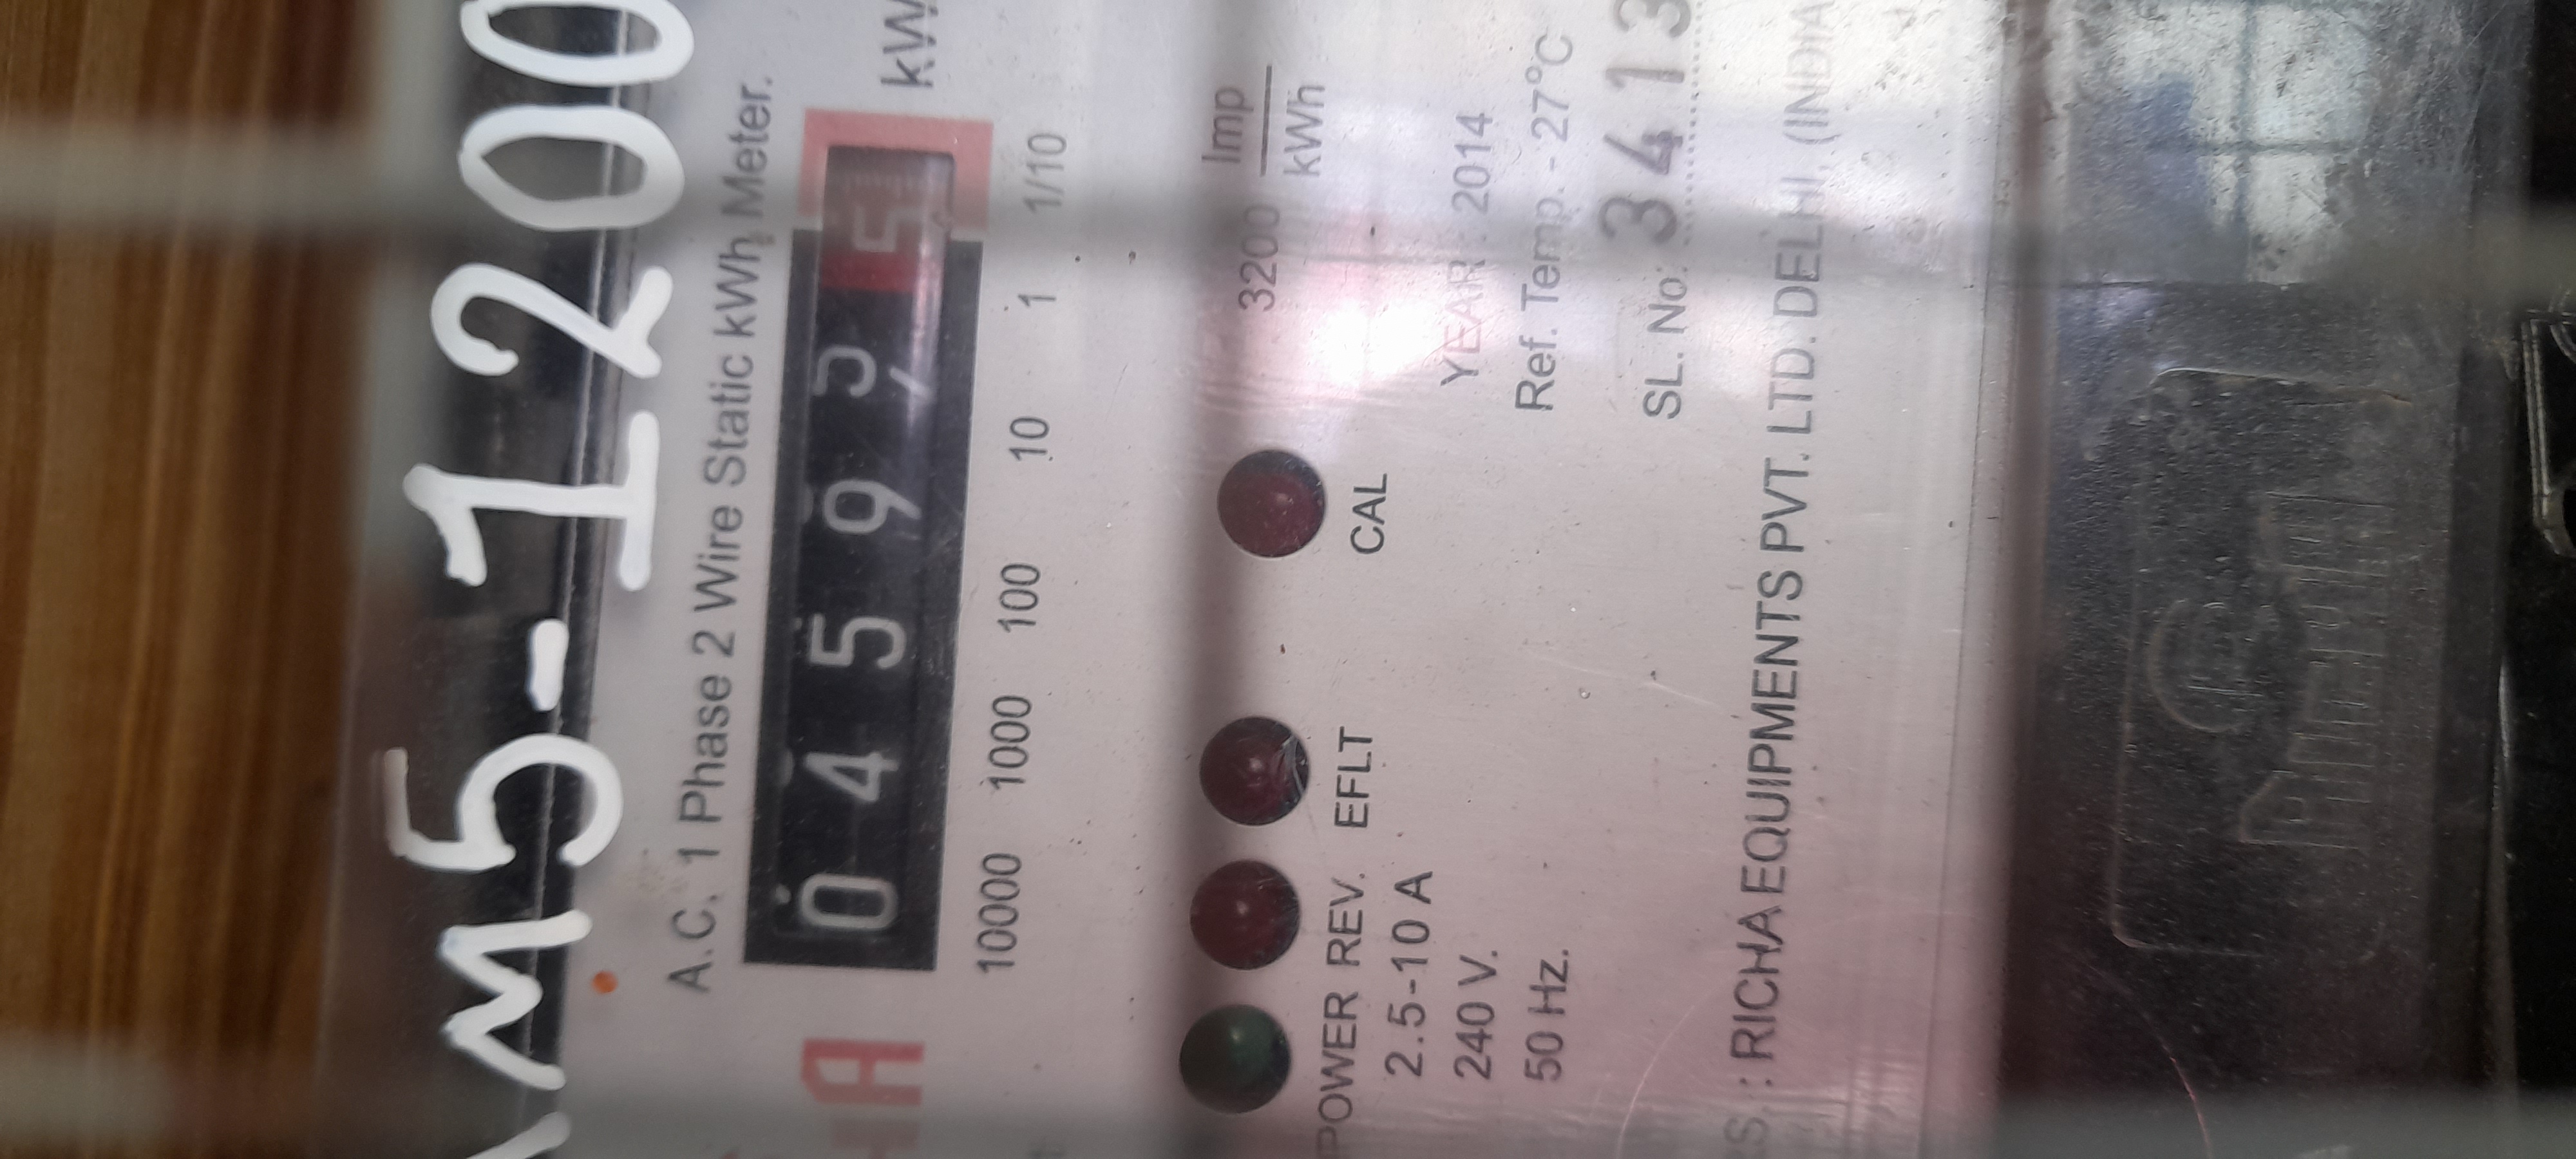 M5-1200
A.C. 1 Phase 2 Wire Static kWh Meter.
0 4 5 9 5 kW
10000 1000 100 10 1 1/10
3200 Imp
kWh
POWER REV. EFLT CAL
2.5-10 A
240 V.
50 Hz.
YEAR : 2014
Ref. Temp. - 27°C
SL. No. 3413
: RICHA EQUIPMENTS PVT. LTD. DELHI, (INDIA